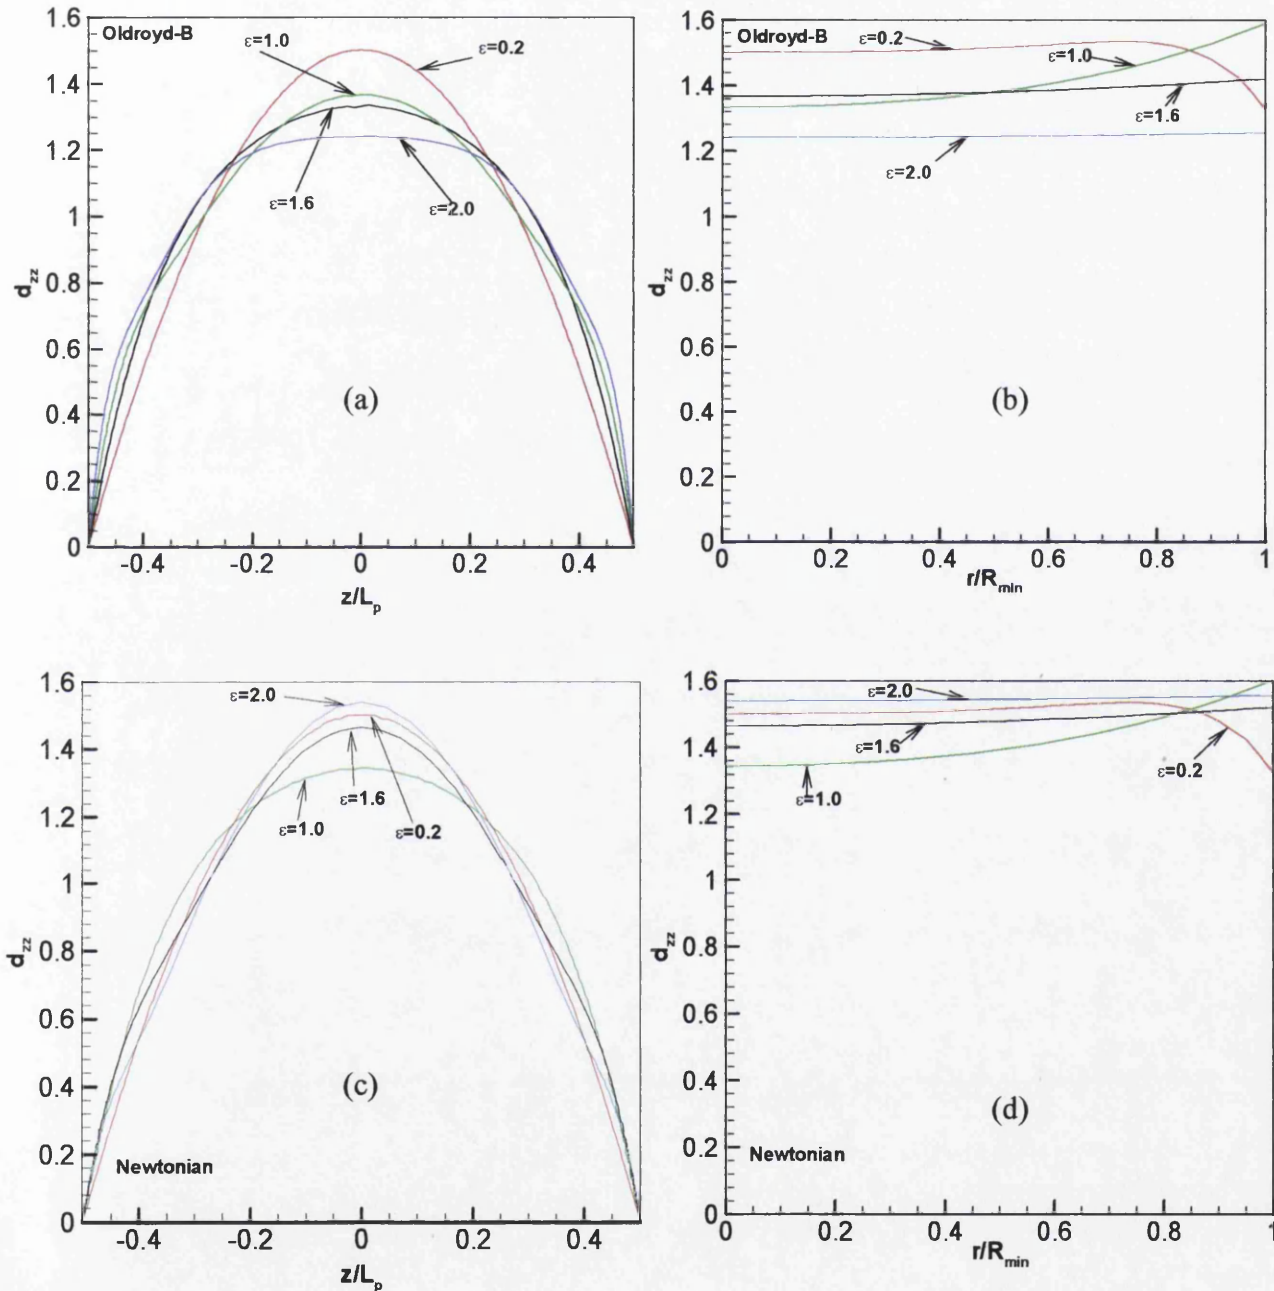 Oldroyd-B
ε=1.0
ε=0.2
ε=1.6
ε=2.0
(a)
d_zz
1.6
1.4
1.2
1
0.8
0.6
0.4
0.2
0
-0.4 -0.2 0 0.2 0.4
z/L_p
Oldroyd-B
ε=0.2
ε=1.0
ε=1.6
ε=2.0
(b)
d_zz
1.6
1.4
1.2
1
0.8
0.6
0.4
0.2
0
0 0.2 0.4 0.6 0.8 1
r/R_min
ε=2.0
ε=1.6
ε=1.0
ε=0.2
(c)
Newtonian
d_zz
1.6
1.4
1.2
1
0.8
0.6
0.4
0.2
0
-0.4 -0.2 0 0.2 0.4
z/L_p
ε=2.0
ε=1.6
ε=1.0
ε=0.2
(d)
Newtonian
d_zz
1.6
1.4
1.2
1
0.8
0.6
0.4
0.2
0
0 0.2 0.4 0.6 0.8 1
r/R_min